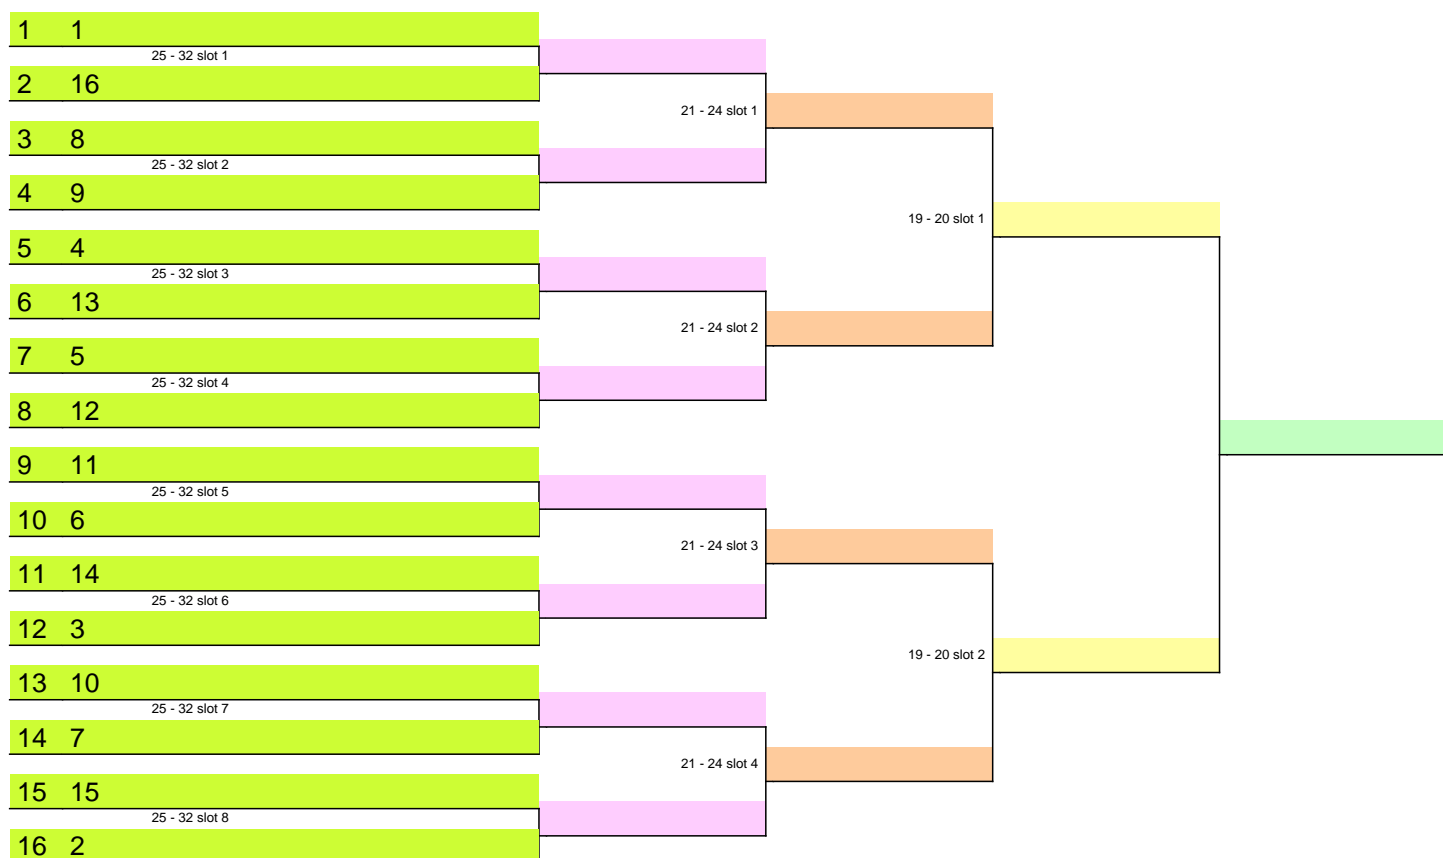 1 1
25 - 32 slot 1
2 16
21 - 24 slot 1
3 8
25 - 32 slot 2
4 9
19 - 20 slot 1
5 4
25 - 32 slot 3
6 13
21 - 24 slot 2
7 5
25 - 32 slot 4
8 12
9 11
25 - 32 slot 5
10 6
21 - 24 slot 3
11 14
25 - 32 slot 6
12 3
19 - 20 slot 2
13 10
25 - 32 slot 7
14 7
21 - 24 slot 4
15 15
25 - 32 slot 8
16 2